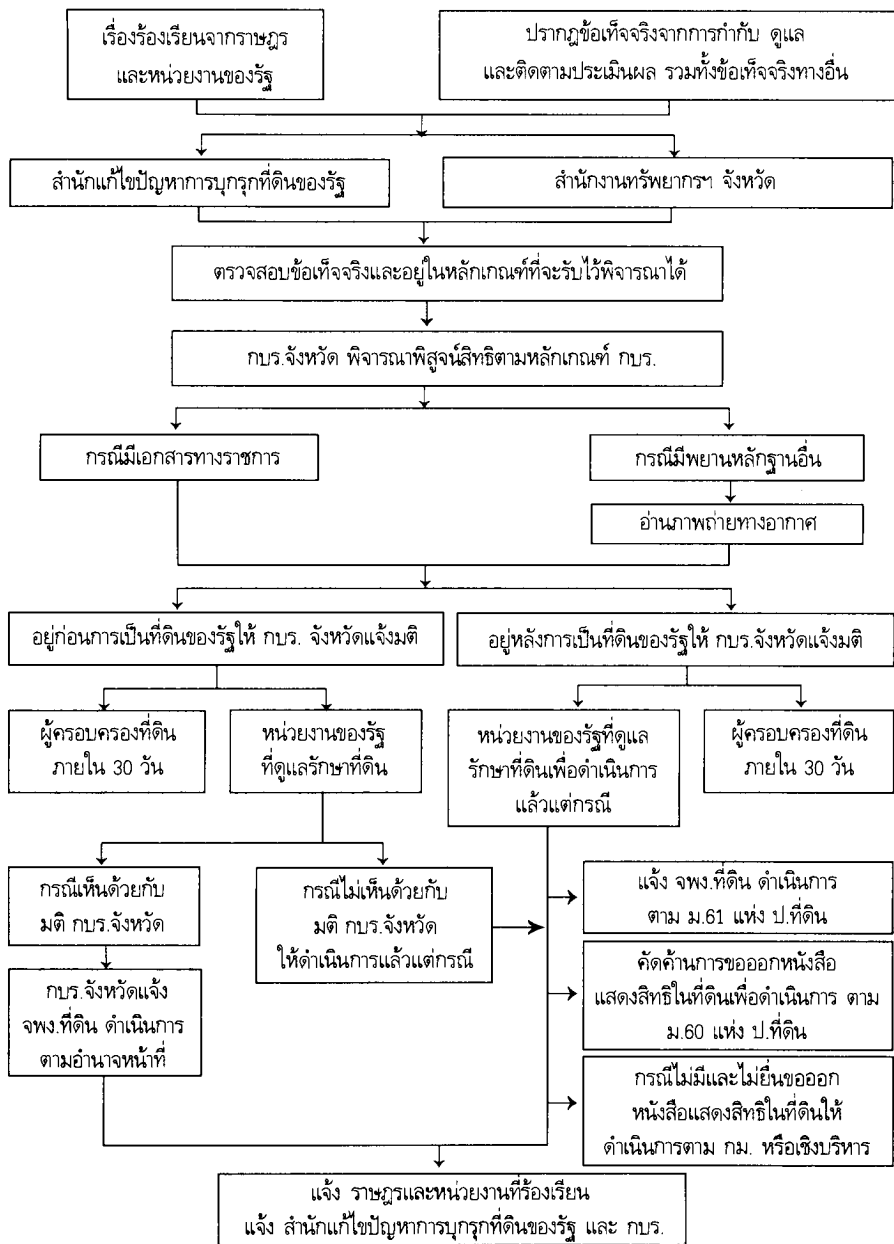 เรื่องร้องเรียนจากราษฎร
และหน่วยงานของรัฐ
ปรากฎข้อเท็จจริงจากการกำกับ ดูแล
และติดตามประเมินผล รวมทั้งข้อเท็จจริงทางอื่น
สำนักแก้ไขปัญหาการบุกรุกที่ดินของรัฐ
สำนักงานทรัพยากรฯ จังหวัด
ตรวจสอบข้อเท็จจริงและอยู่ในหลักเกณฑ์ที่จะรับไว้พิจารณาได้
กบร.จังหวัด พิจารณาพิสูจน์สิทธิตามหลักเกณฑ์ กบร.
กรณีมีเอกสารทางราชการ
กรณีมีพยานหลักฐานอื่น
อ่านภาพถ่ายทางอากาศ
อยู่ก่อนการเป็นที่ดินของรัฐให้ กบร. จังหวัดแจ้งมติ
อยู่หลังการเป็นที่ดินของรัฐให้ กบร.จังหวัดแจ้งมติ
ผู้ครอบครองที่ดิน
ภายใน 30 วัน
หน่วยงานของรัฐ
ที่ดูแลรักษาที่ดิน
หน่วยงานของรัฐที่ดูแล
รักษาที่ดินเพื่อดำเนินการ
แล้วแต่กรณี
ผู้ครอบครองที่ดิน
ภายใน 30 วัน
กรณีเห็นด้วยกับ
มติ กบร.จังหวัด
กรณีไม่เห็นด้วยกับ
มติ กบร.จังหวัด
ให้ดำเนินการแล้วแต่กรณี
แจ้ง จพง.ที่ดิน ดำเนินการ
ตาม ม.61 แห่ง ป.ที่ดิน
คัดค้านการขอออกหนังสือ
แสดงสิทธิในที่ดินเพื่อดำเนินการ ตาม
ม.60 แห่ง ป.ที่ดิน
กบร.จังหวัดแจ้ง
จพง.ที่ดิน ดำเนินการ
ตามอำนาจหน้าที่
กรณีไม่มีและไม่ยื่นขอออก
หนังสือแสดงสิทธิในที่ดินให้
ดำเนินการตาม กม. หรือเชิงบริหาร
แจ้ง ราษฎรและหน่วยงานที่ร้องเรียน
แจ้ง สำนักแก้ไขปัญหาการบุกรุกที่ดินของรัฐ และ กบร.